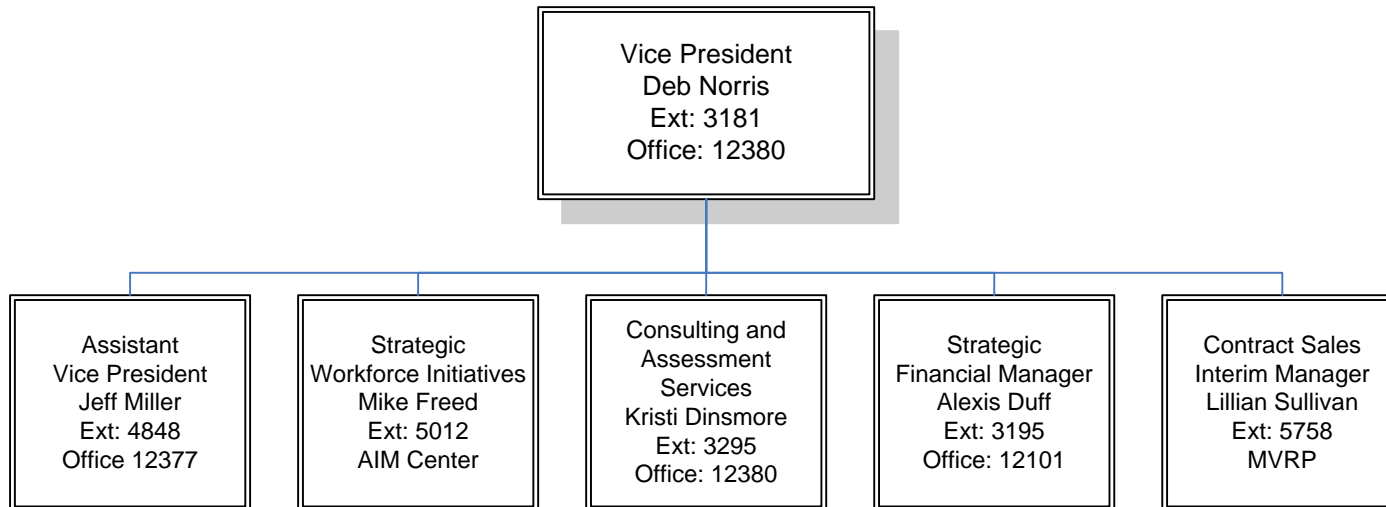 Vice President
Deb Norris
Ext: 3181
Office: 12380
Assistant
Vice President
Jeff Miller
Ext: 4848
Office 12377
Strategic
Workforce Initiatives
Mike Freed
Ext: 5012
AIM Center
Consulting and
Assessment
Services
Kristi Dinsmore
Ext: 3295
Office: 12380
Strategic
Financial Manager
Alexis Duff
Ext: 3195
Office: 12101
Contract Sales
Interim Manager
Lillian Sullivan
Ext: 5758
MVRP